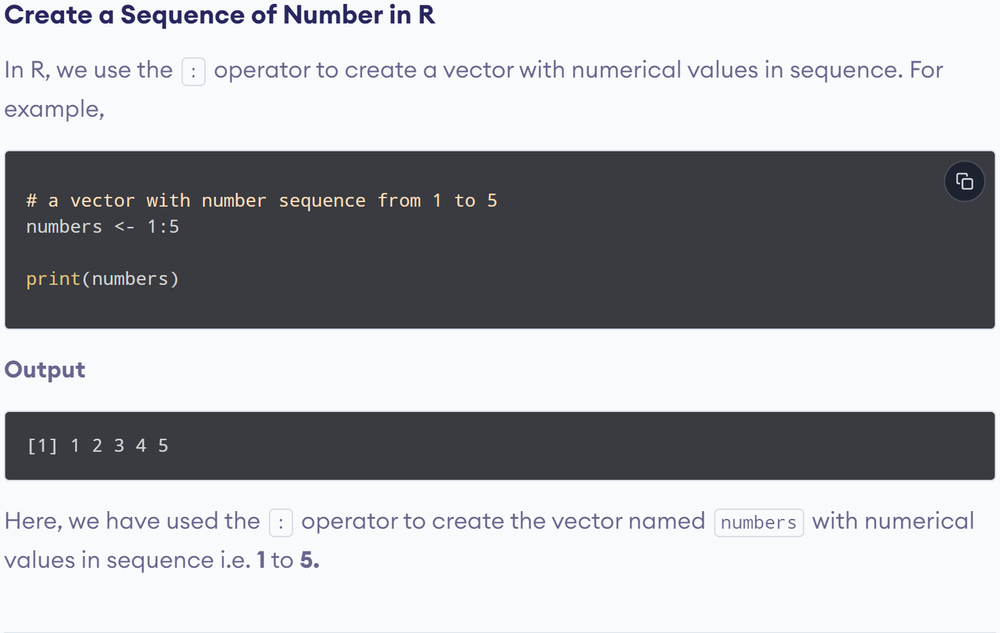 Create a Sequence of Number in R
In R, we use the : operator to create a vector with numerical values in sequence. For
example,
# a vector with number sequence from 1 to 5
numbers <- 1:5
print(numbers)
Output
[1] 1 2 3 4 5
Here, we have used the : operator to create the vector named numbers with numerical
values in sequence i.e. 1 to 5.